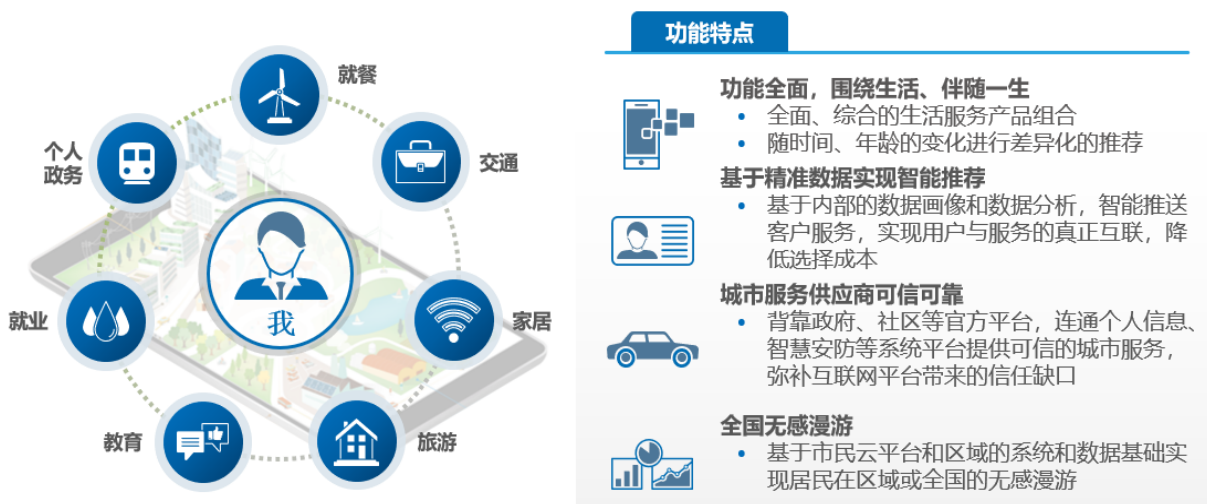 就餐
个人
政务
交通
我
就业
家居
教育
旅游
功能特点
功能全面，围绕生活、伴随一生
• 全面、综合的生活服务产品组合
• 随时间、年龄的变化进行差异化的推荐
基于精准数据实现智能推荐
• 基于内部的数据画像和数据分析，智能推送
客户服务，实现用户与服务的真正互联，降
低选择成本
城市服务供应商可信可靠
• 背靠政府、社区等官方平台，连通个人信息、
智慧安防等系统平台提供可信的城市服务，
弥补互联网平台带来的信任缺口
全国无感漫游
• 基于市民云平台和区域的系统和数据基础实
现居民在区域或全国的无感漫游